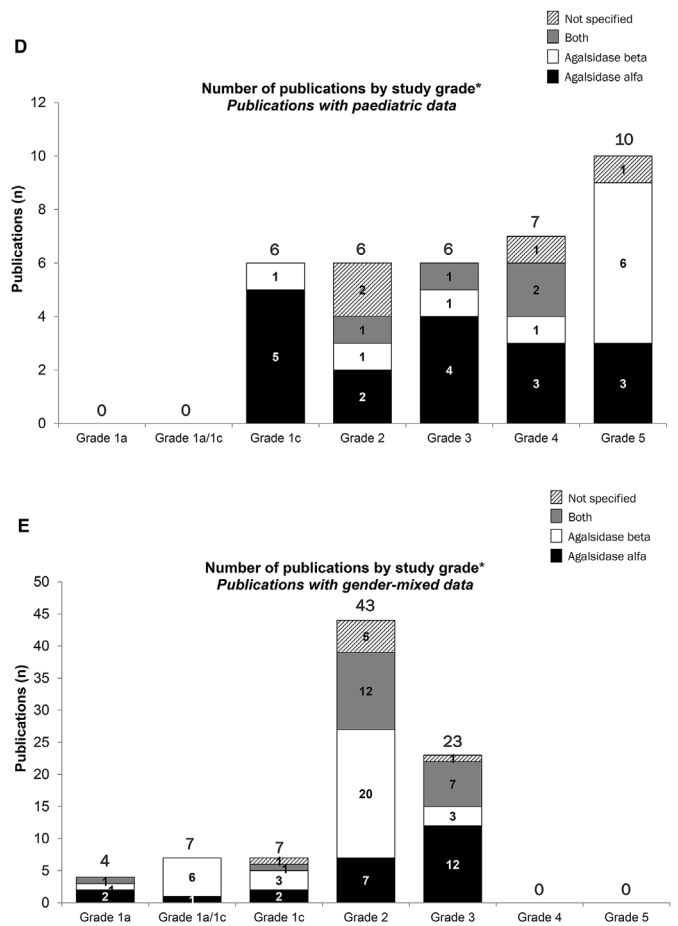 D
Not specified
Both
Agalsidase beta
Agalsidase alfa
Number of publications by study grade*
Publications with paediatric data
Publications (n)
12
10
8
6
4
2
0
0
0
6
1
5
6
2
1
1
2
6
1
1
4
7
1
2
1
3
10
1
6
3
Grade 1a
Grade 1a/1c
Grade 1c
Grade 2
Grade 3
Grade 4
Grade 5
E
Not specified
Both
Agalsidase beta
Agalsidase alfa
Number of publications by study grade*
Publications with gender-mixed data
Publications (n)
50
45
40
35
30
25
20
15
10
5
0
4
1
1
2
7
6
1
7
1
1
3
2
43
5
12
20
7
23
1
7
3
12
0
0
Grade 1a
Grade 1a/1c
Grade 1c
Grade 2
Grade 3
Grade 4
Grade 5